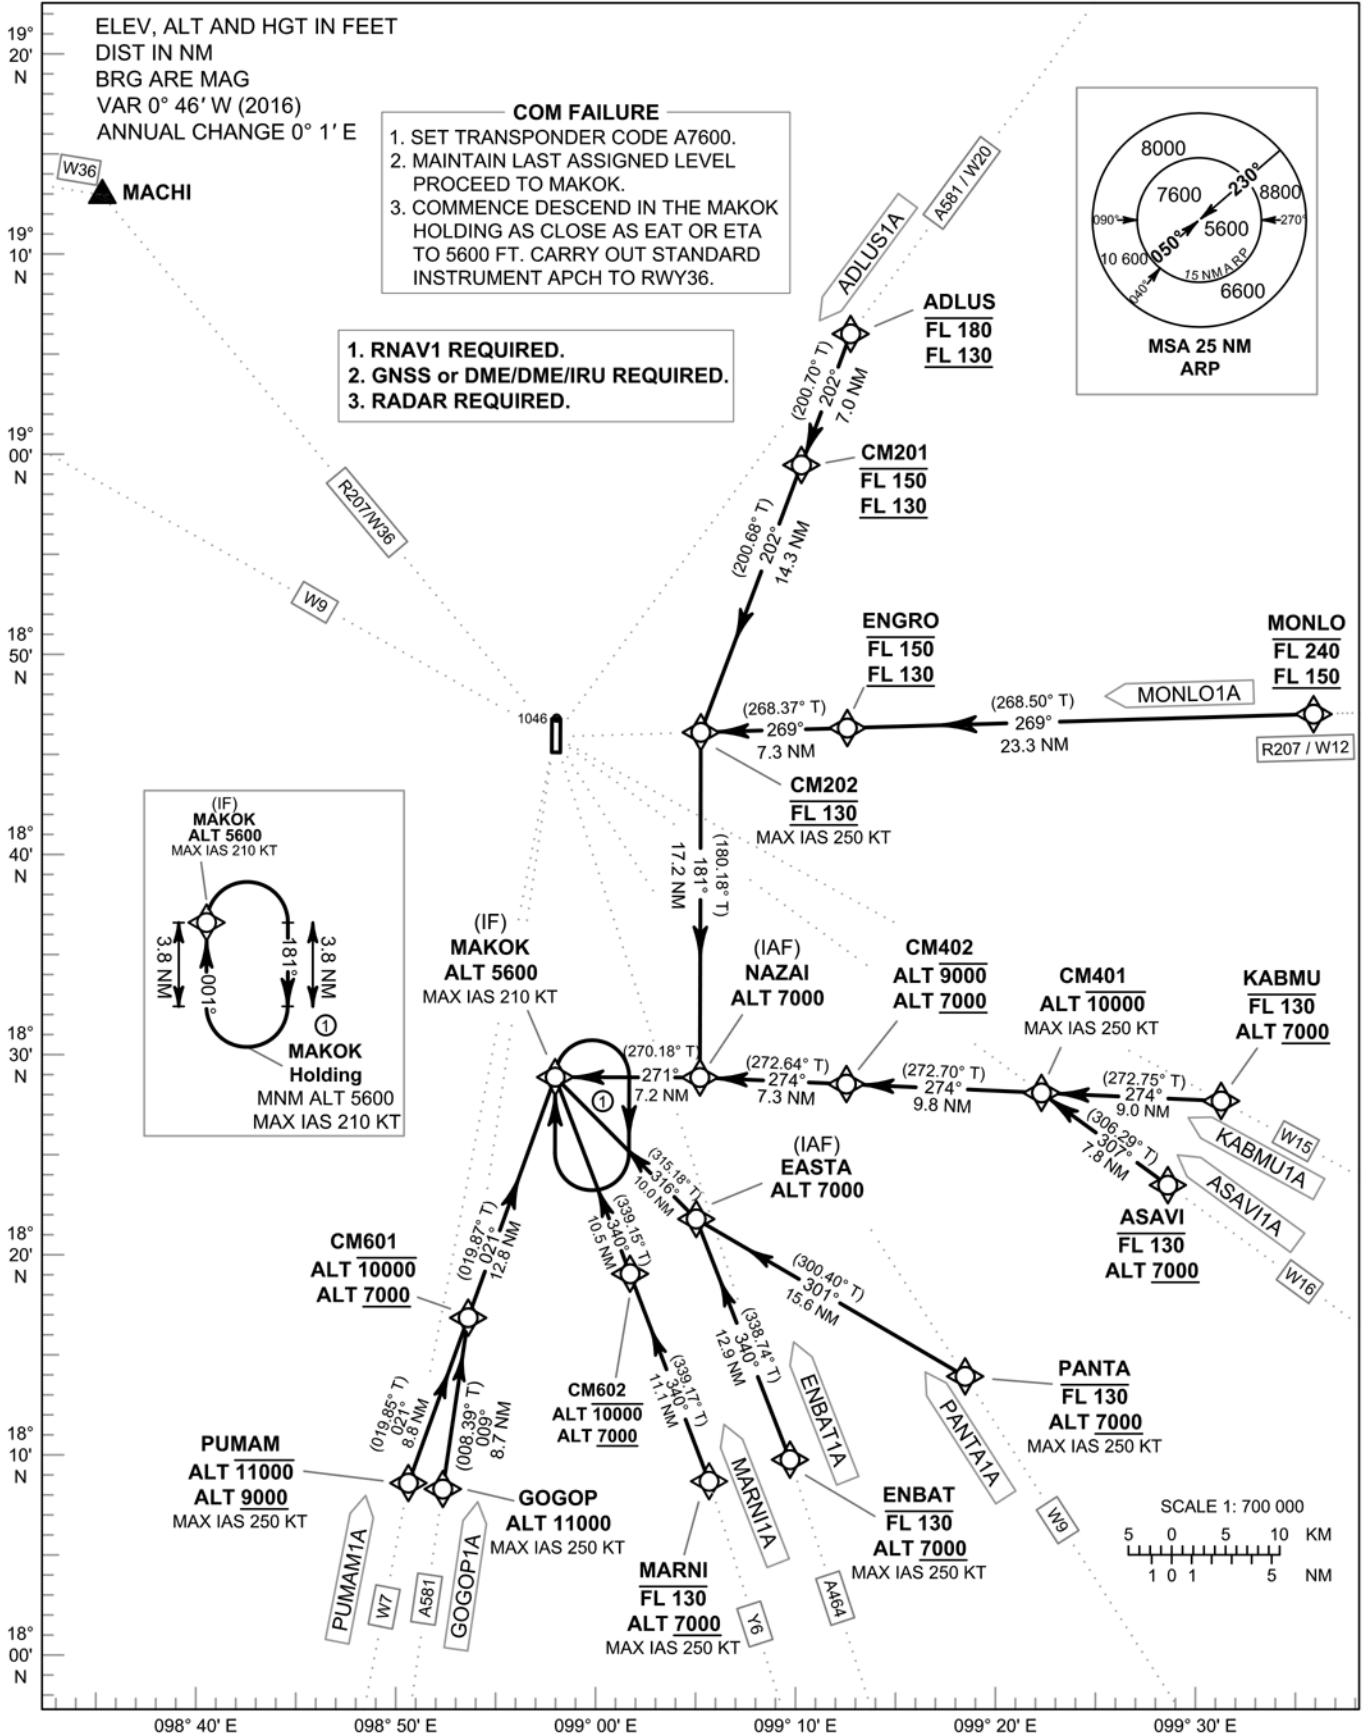 ELEV, ALT AND HGT IN FEET
DIST IN NM
BRG ARE MAG
VAR 0° 46′ W (2016)
ANNUAL CHANGE 0° 1′ E
COM FAILURE
1. SET TRANSPONDER CODE A7600.
2. MAINTAIN LAST ASSIGNED LEVEL
PROCEED TO MAKOK.
3. COMMENCE DESCEND IN THE MAKOK
HOLDING AS CLOSE AS EAT OR ETA
TO 5600 FT. CARRY OUT STANDARD
INSTRUMENT APCH TO RWY36.
1. RNAV1 REQUIRED.
2. GNSS or DME/DME/IRU REQUIRED.
3. RADAR REQUIRED.
8000
7600
230°
8800
090°
270°
5600
050°
10 600
15 NM ARP
040°
6600
MSA 25 NM
ARP
W36
MACHI
R207/W36
W9
A581 / W20
ADLUS1A
ADLUS
FL 180
FL 130
(200.70° T)
202°
7.0 NM
CM201
FL 150
FL 130
(200.68° T)
202°
14.3 NM
ENGRO
FL 150
FL 130
MONLO
FL 240
FL 150
MONLO1A
R207 / W12
(268.37° T)
269°
7.3 NM
(268.50° T)
269°
23.3 NM
1046
CM202
FL 130
MAX IAS 250 KT
(180.18° T)
181°
17.2 NM
(IF)
MAKOK
ALT 5600
MAX IAS 210 KT
3.8 NM
001°
181°
3.8 NM
1
MAKOK
Holding
MNM ALT 5600
MAX IAS 210 KT
(IF)
MAKOK
ALT 5600
MAX IAS 210 KT
(IAF)
NAZAI
ALT 7000
CM402
ALT 9000
ALT 7000
CM401
ALT 10000
MAX IAS 250 KT
KABMU
FL 130
ALT 7000
(270.18° T)
271°
7.2 NM
1
(272.64° T)
274°
7.3 NM
(272.70° T)
274°
9.8 NM
(272.75° T)
274°
9.0 NM
(306.29° T)
307°
7.8 NM
W15
KABMU1A
ASAVI1A
W16
ASAVI
FL 130
ALT 7000
(IAF)
EASTA
ALT 7000
(315.18° T)
316°
10.0 NM
(339.15° T)
340°
10.5 NM
(019.87° T)
021°
12.8 NM
CM601
ALT 10000
ALT 7000
(300.40° T)
301°
15.6 NM
(338.74° T)
340°
12.9 NM
(339.17° T)
340°
11.1 NM
CM602
ALT 10000
ALT 7000
PANTA
FL 130
ALT 7000
MAX IAS 250 KT
PANTA1A
W9
ENBAT1A
ENBAT
FL 130
ALT 7000
MAX IAS 250 KT
A464
MARNI1A
MARNI
FL 130
ALT 7000
MAX IAS 250 KT
Y6
(019.85° T)
021°
8.8 NM
(008.39° T)
009°
8.7 NM
PUMAM
ALT 11000
ALT 9000
MAX IAS 250 KT
GOGOP
ALT 11000
MAX IAS 250 KT
PUMAM1A
W7
A581
GOGOP1A
SCALE 1: 700 000
5 0 5 10 KM
1 0 1 5 NM
19°
20'
N
19°
10'
N
19°
00'
N
18°
50'
N
18°
40'
N
18°
30'
N
18°
20'
N
18°
10'
N
18°
00'
N
098° 40' E
098° 50' E
099° 00' E
099° 10' E
099° 20' E
099° 30' E